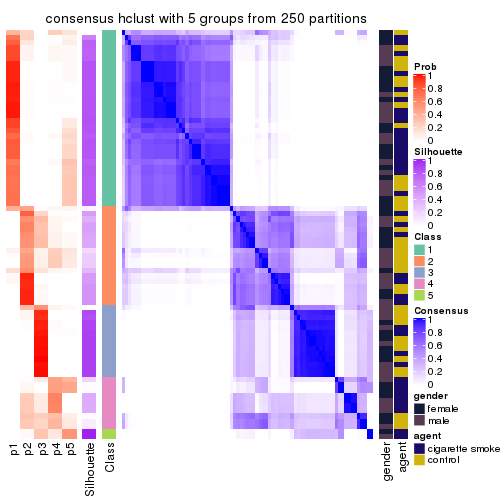 consensus hclust with 5 groups from 250 partitions
Prob
1
0.8
0.6
0.4
0.2
0
Silhouette
1
0.8
0.6
0.4
0.2
0
Class
1
2
3
4
5
Consensus
1
0.8
0.6
0.4
0.2
0
gender
female
male
agent
cigarette smoke
control
p1
p2
p3
p4
p5
Silhouette
Class
gender
agent